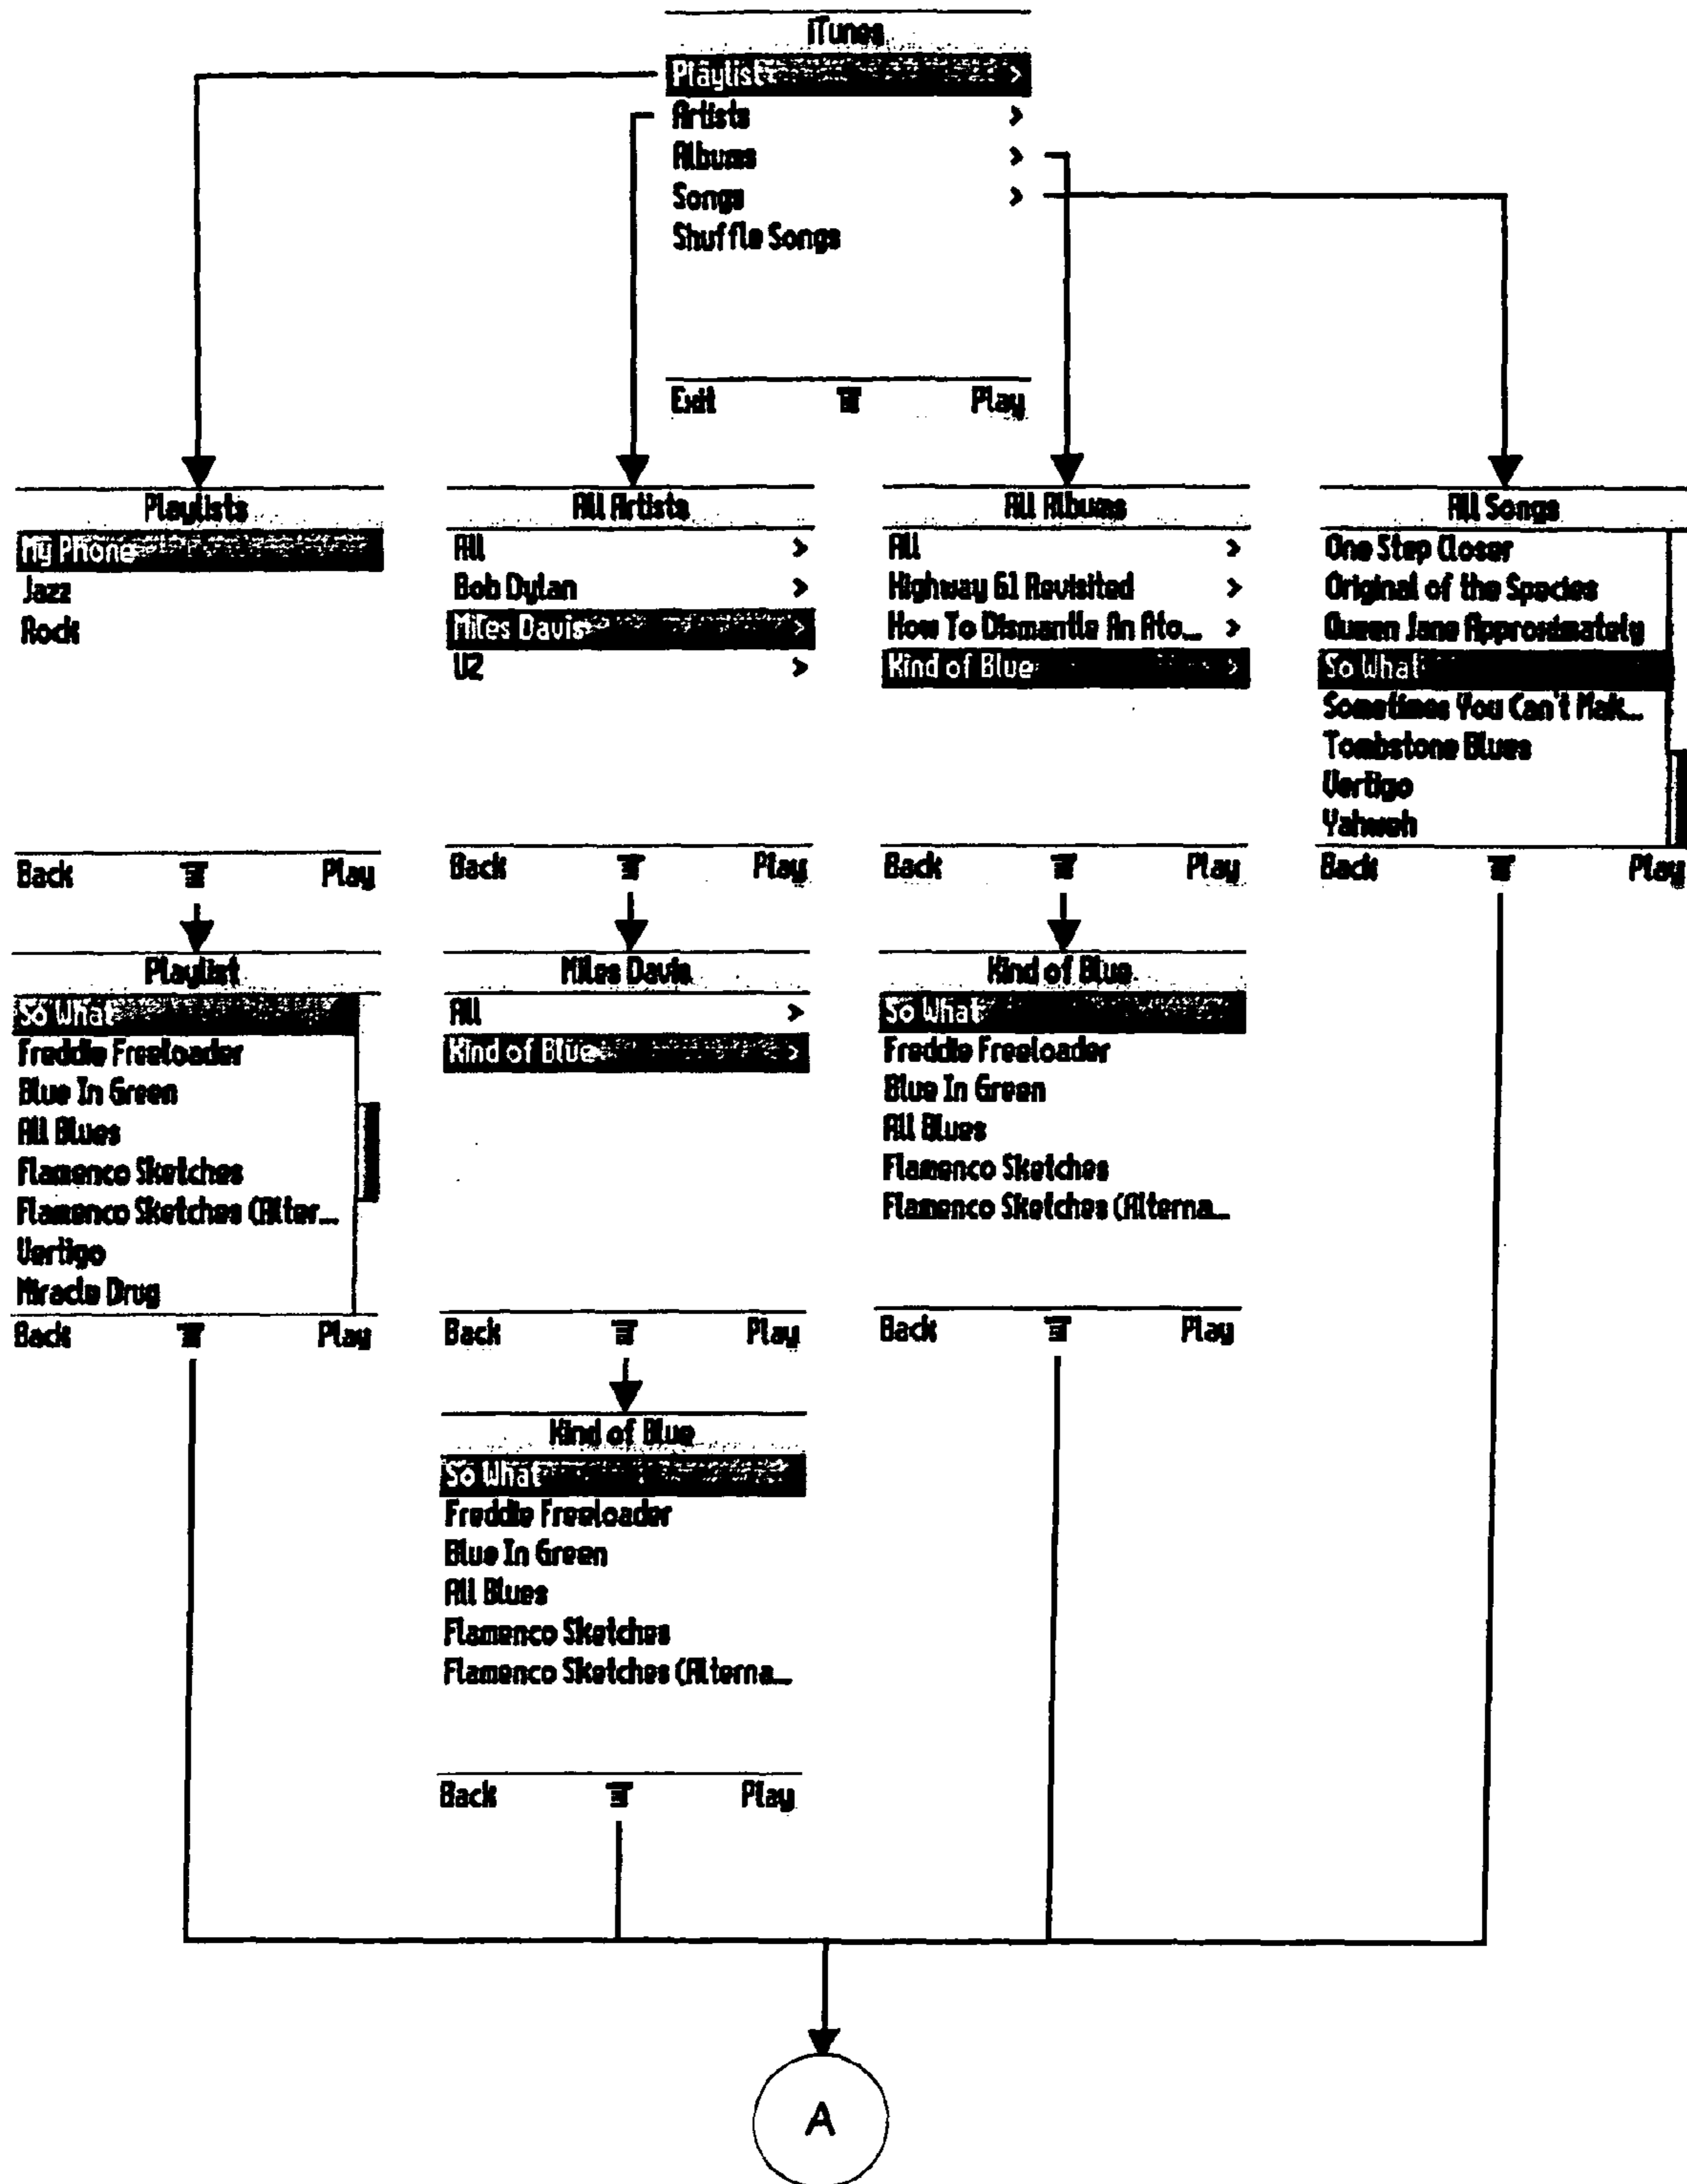 iTunes
Playlist >
Artists >
Albums >
Songs >
Shuffle Songs
Exit Play
Playlists
My Phone
Jazz
Rock
Back Play
All Artists
All >
Bob Dylan >
Miles Davis >
U2 >
Back Play
All Albums
All >
Highway 61 Revisited >
How To Dismantle An Ato... >
Kind of Blue >
Back Play
All Songs
One Step Closer
Original of the Species
Queen Jane Approximately
So What
Sometimes You Can't Mak...
Tombstone Blues
Vertigo
Yahweh
Back Play
Playlist
So What
Freddie Freeloader
Blue In Green
All Blues
Flamenco Sketches
Flamenco Sketches (Alter...
Vertigo
Miracle Drug
Back Play
Miles Davis
All >
Kind of Blue >
Back Play
Kind of Blue
So What
Freddie Freeloader
Blue In Green
All Blues
Flamenco Sketches
Flamenco Sketches (Alterna...
Back Play
Kind of Blue
So What
Freddie Freeloader
Blue In Green
All Blues
Flamenco Sketches
Flamenco Sketches (Alterna...
Back Play
A